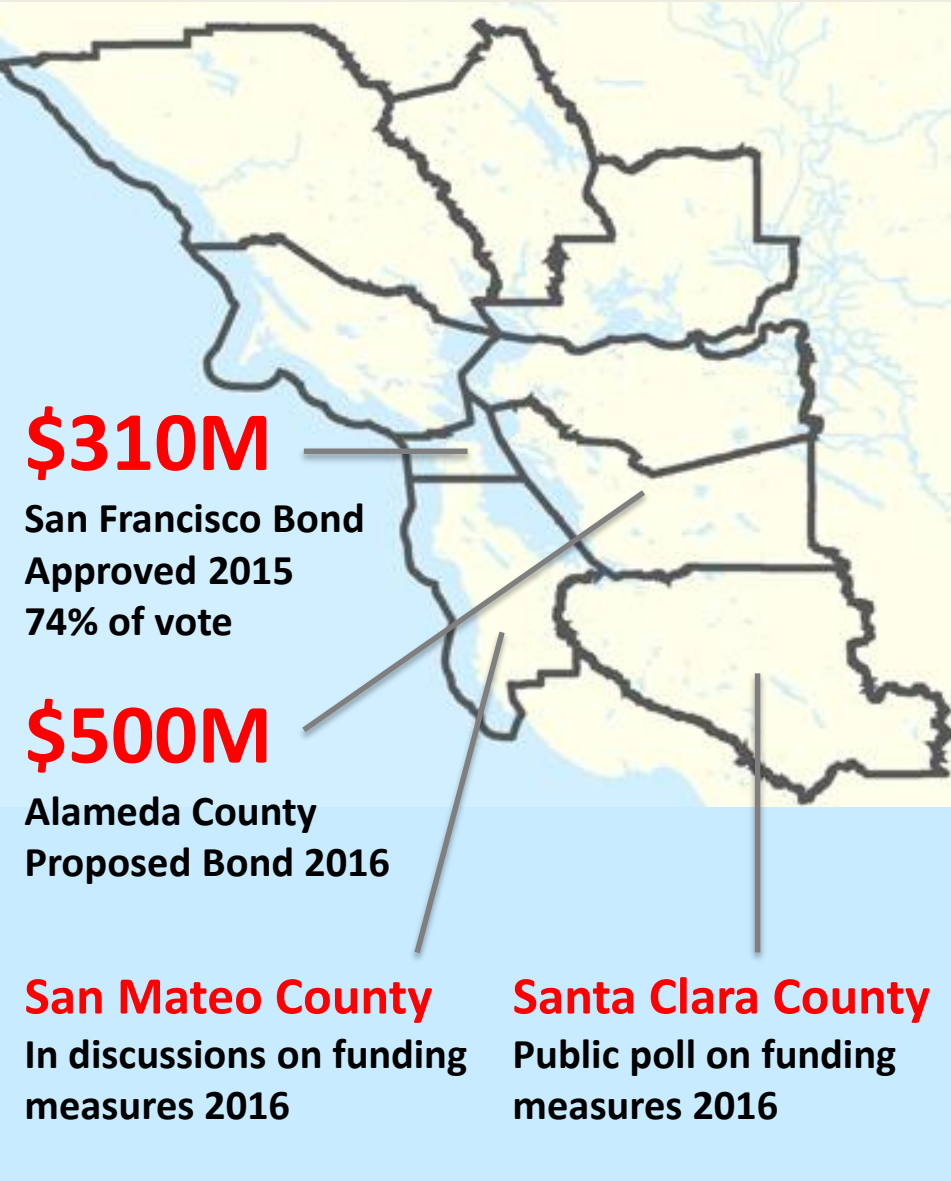 $310M
San Francisco Bond
Approved 2015
74% of vote
$500M
Alameda County
Proposed Bond 2016
San Mateo County
In discussions on funding
measures 2016
Santa Clara County
Public poll on funding
measures 2016